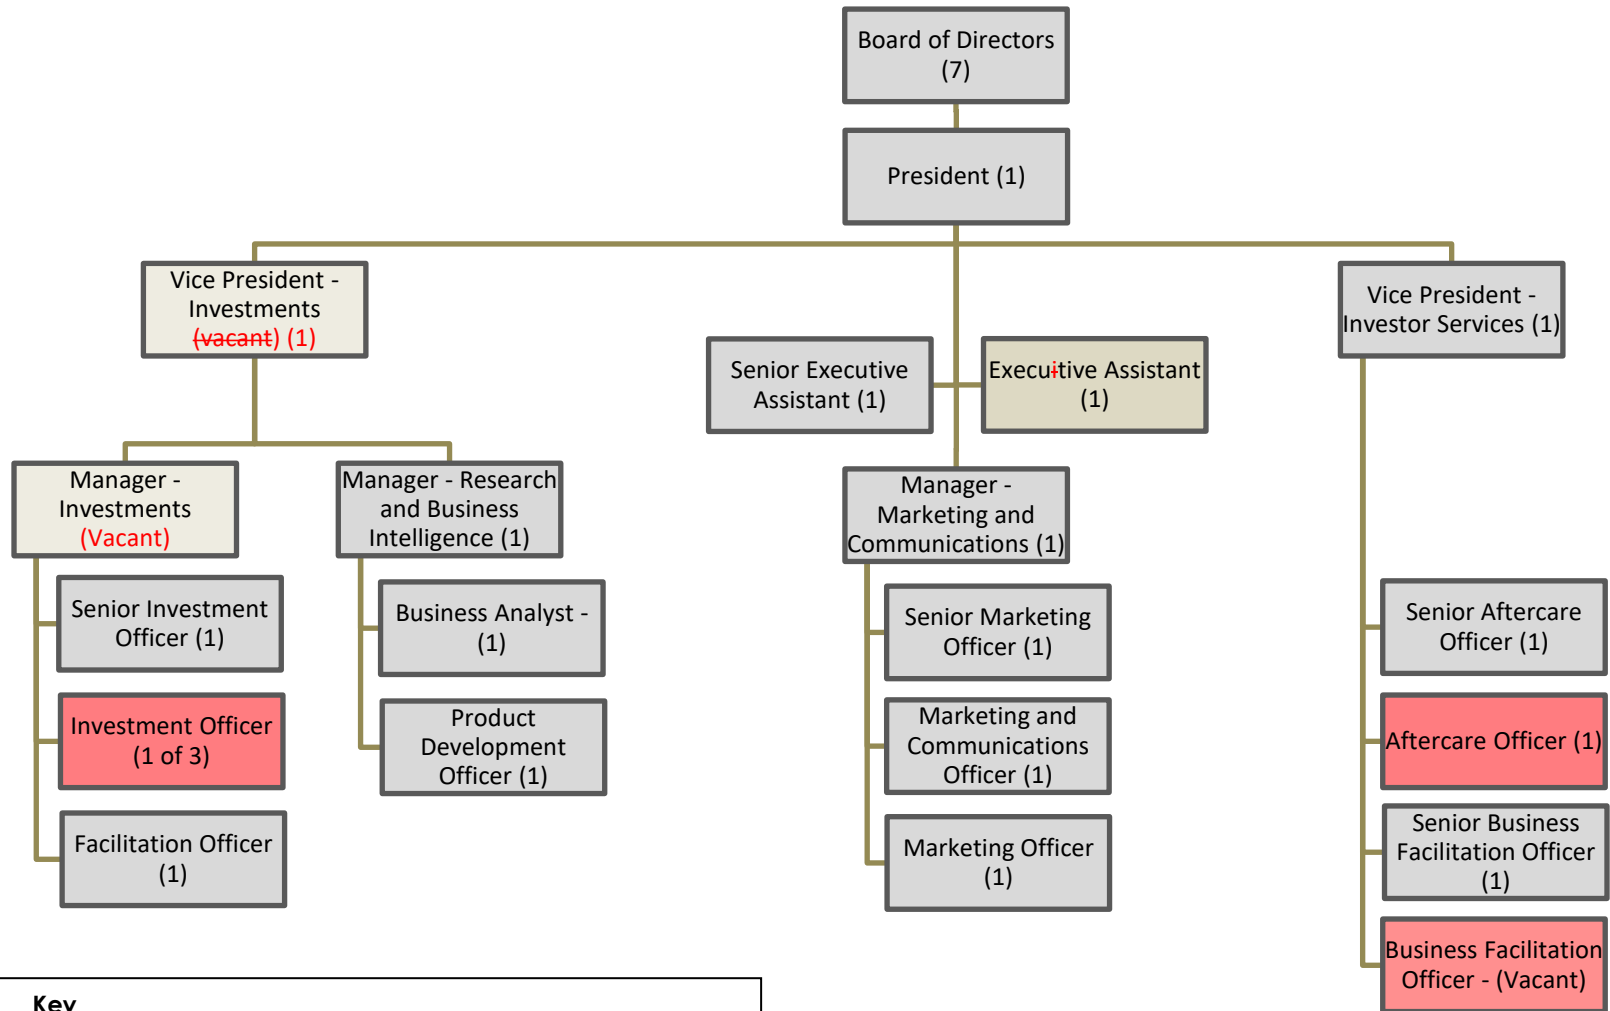 Board of Directors
(7)
President (1)
Vice President -
Investments
(vacant) (1)
Vice President -
Investor Services (1)
Senior Executive
Assistant (1)
Execuitive Assistant
(1)
Manager -
Investments
(Vacant)
Manager - Research
and Business
Intelligence (1)
Manager -
Marketing and
Communications (1)
Senior Investment
Officer (1)
Investment Officer
(1 of 3)
Facilitation Officer
(1)
Business Analyst -
(1)
Product
Development
Officer (1)
Senior Marketing
Officer (1)
Marketing and
Communications
Officer (1)
Marketing Officer
(1)
Senior Aftercare
Officer (1)
Aftercare Officer (1)
Senior Business
Facilitation Officer
(1)
Business Facilitation
Officer - (Vacant)
Key